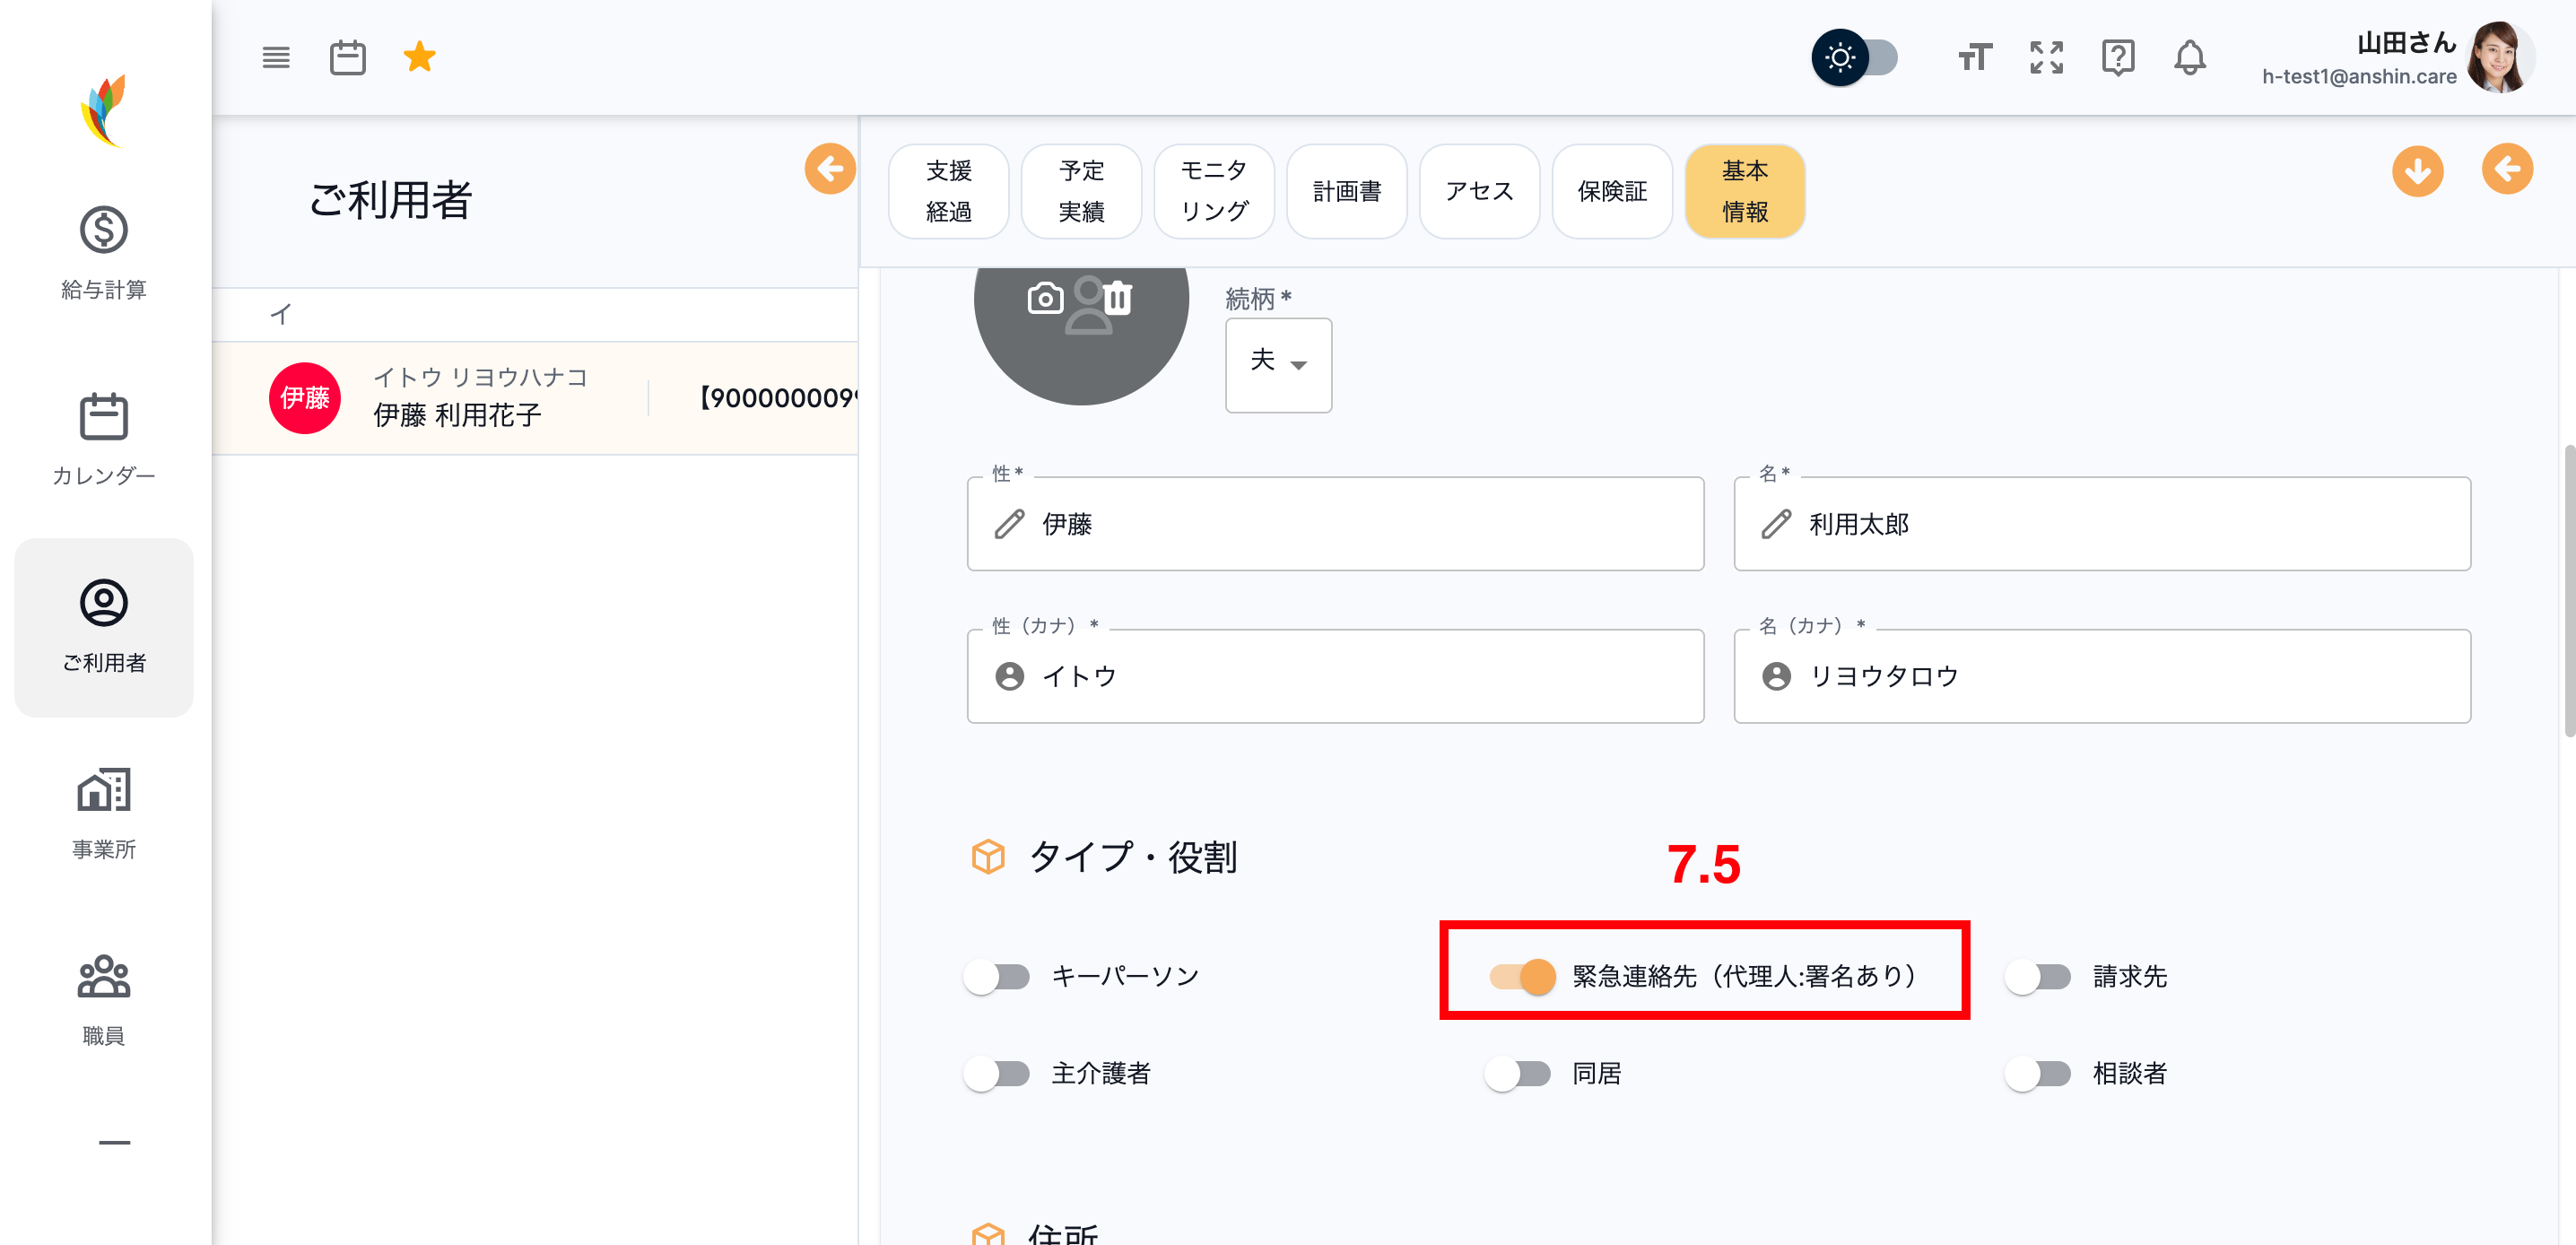 山田さん
h-test1@anshin.care
給与計算
カレンダー
ご利用者
事業所
職員
ご利用者
イ
伊藤
イトウ リヨウハナコ
伊藤 利用花子
【900000009
支援
経過
予定
実績
モニタ
リング
計画書
アセス
保険証
基本
情報
続柄 *
夫
性 *
伊藤
名 *
利用太郎
性（カナ） *
イトウ
名（カナ） *
リヨウタロウ
タイプ・役割
7.5
キーパーソン
緊急連絡先（代理人:署名あり）
請求先
主介護者
同居
相談者
住所